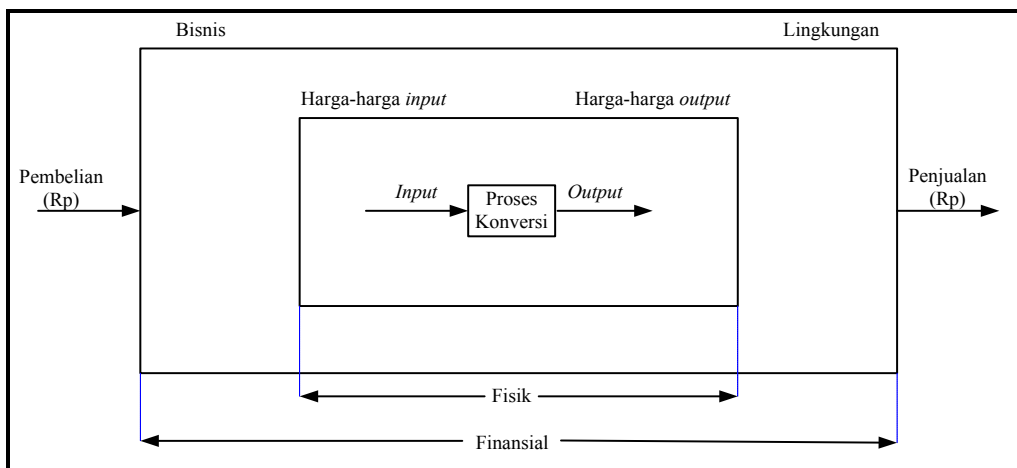 Bisnis
Lingkungan
Harga-harga input
Harga-harga output
Pembelian
(Rp)
Input
Proses
Konversi
Output
Penjualan
(Rp)
Fisik
Finansial